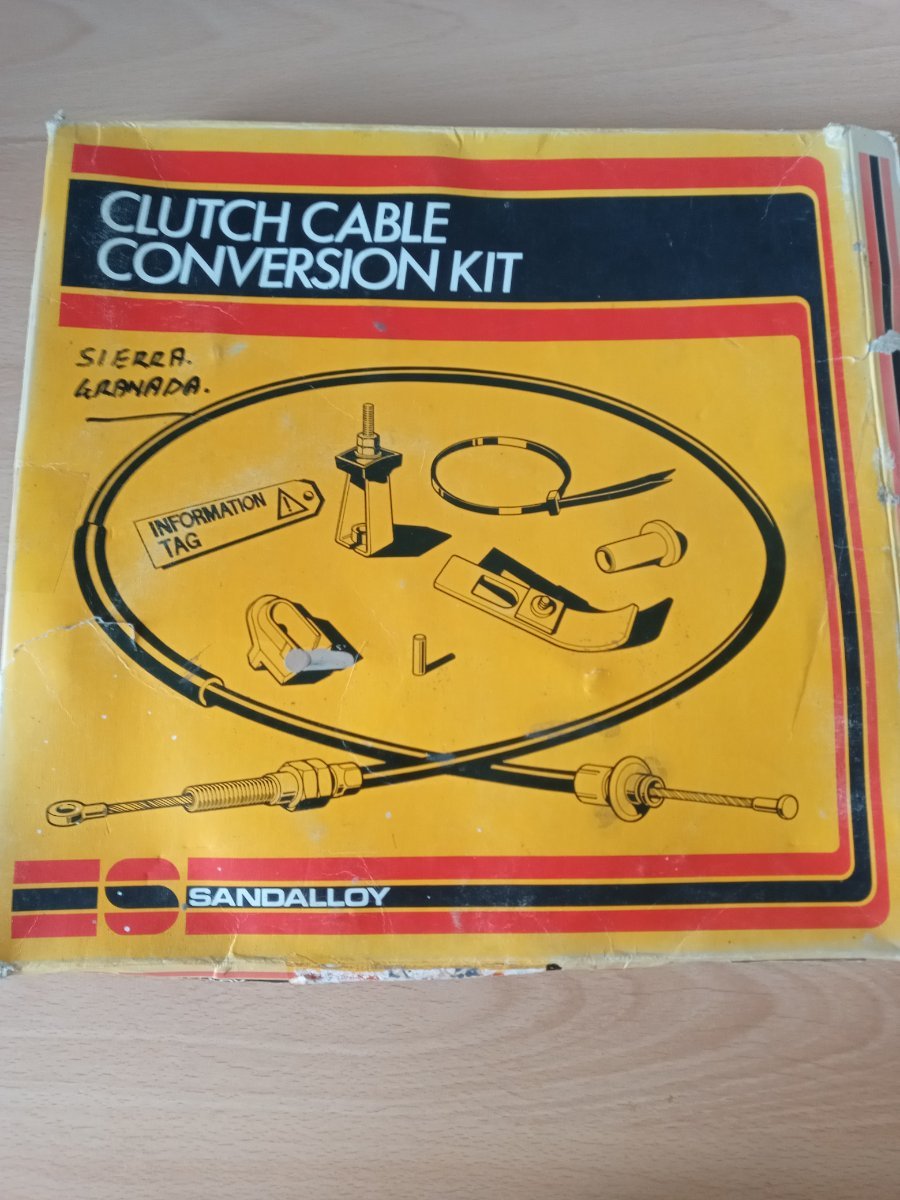 CLUTCH CABLE
CONVERSION KIT
SIERRA.
GRANADA.
INFORMATION
TAG
SANDALLOY